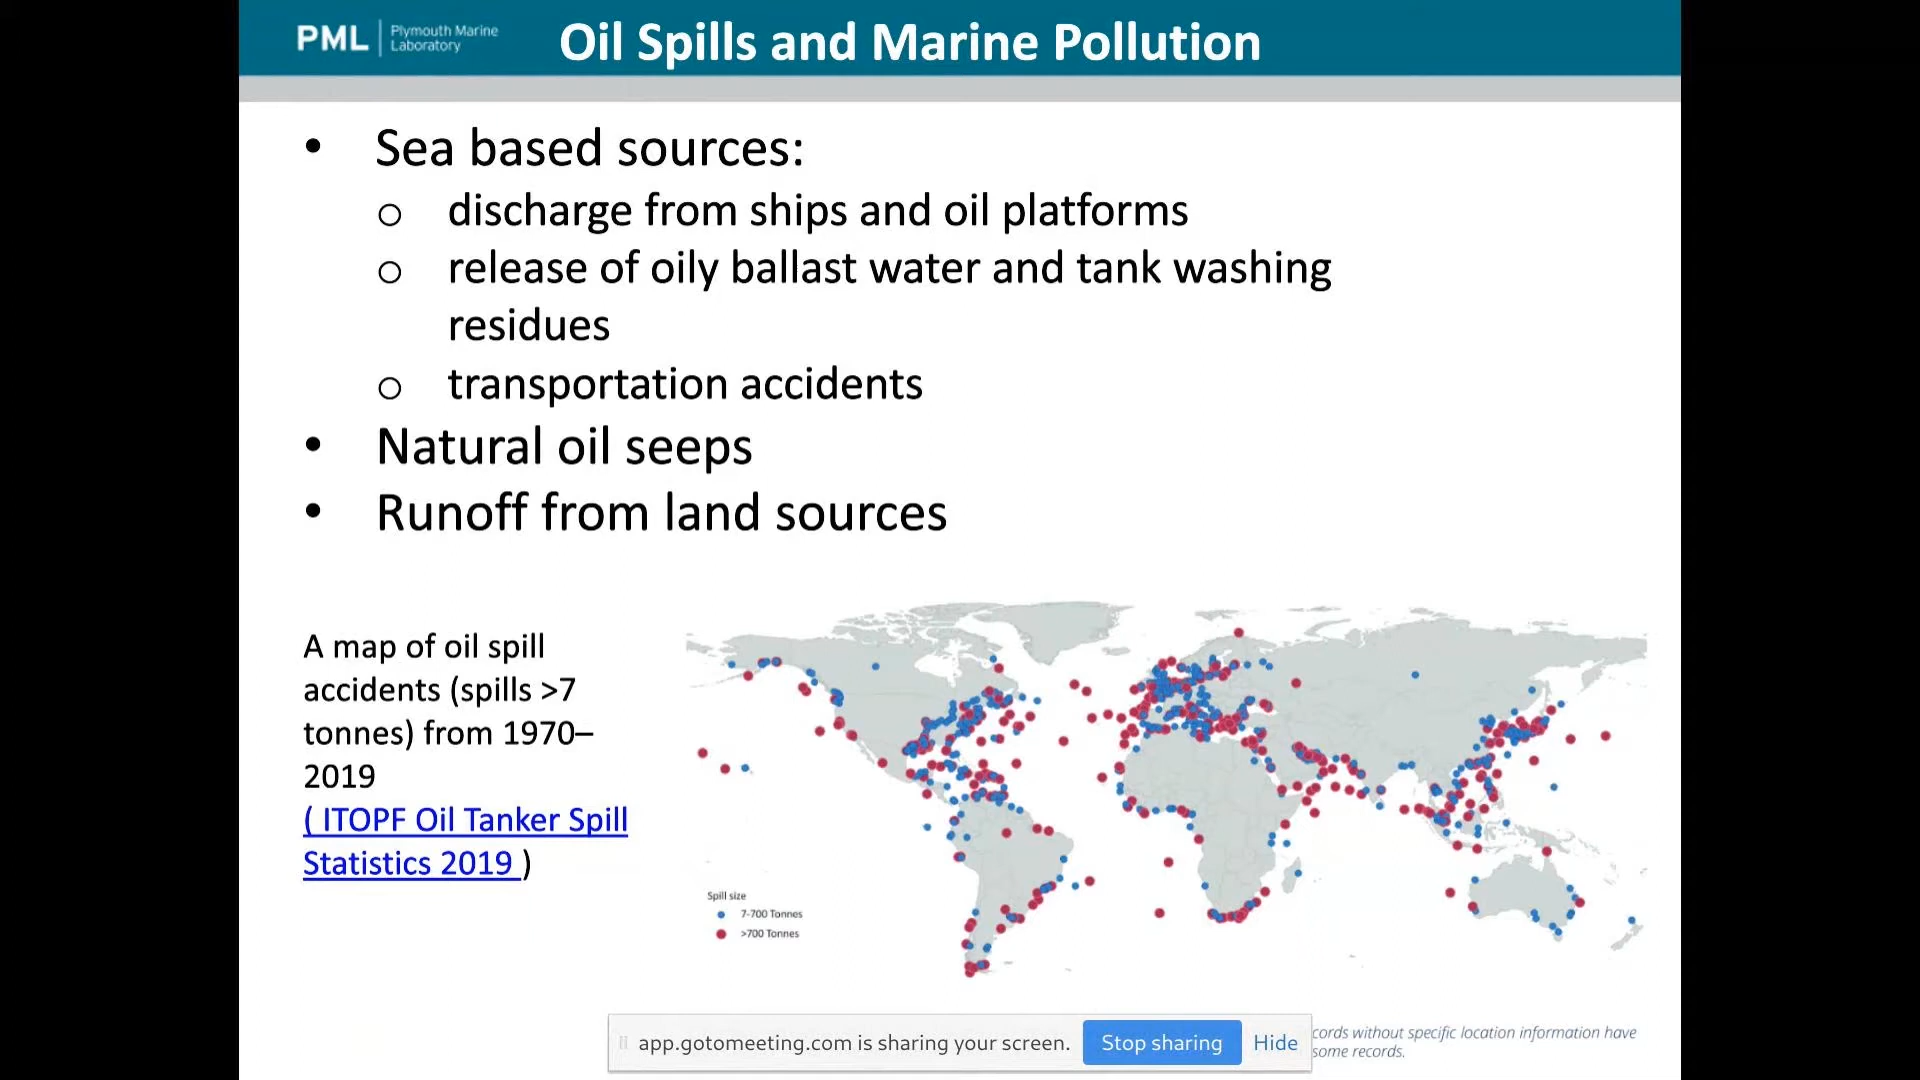 PML Plymouth Marine
Laboratory
Oil Spills and Marine Pollution
• Sea based sources:
o discharge from ships and oil platforms
o release of oily ballast water and tank washing
residues
o transportation accidents
• Natural oil seeps
• Runoff from land sources
A map of oil spill
accidents (spills >7
tonnes) from 1970–
2019
( ITOPF Oil Tanker Spill
Statistics 2019 )
Spill size
7-700 Tonnes
>700 Tonnes
app.gotomeeting.com is sharing your screen. Stop sharing Hide
without specific location information have
some records.